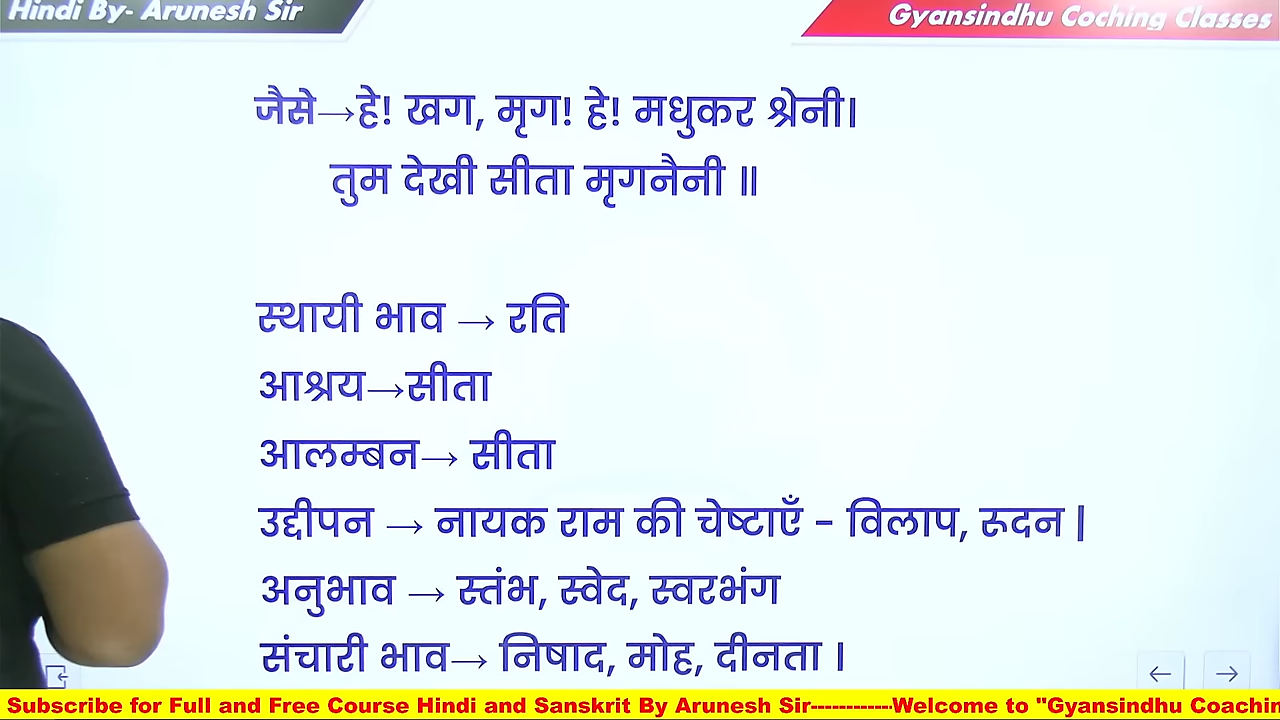 Hindi By- Arunesh Sir
Gyansindhu Coching Classes
जैसे→हे! खग, मृग! हे! मधुकर श्रेनी।
तुम देखी सीता मृगनैनी ॥
स्थायी भाव → रति
आश्रय→सीता
आलम्बन→ सीता
उद्दीपन → नायक राम की चेष्टाएँ - विलाप, रूदन |
अनुभाव → स्तंभ, स्वेद, स्वरभंग
संचारी भाव→ निषाद, मोह, दीनता ।
Subscribe for Full and Free Course Hindi and Sanskrit By Arunesh Sir------------Welcome to "Gyansindhu Coachin